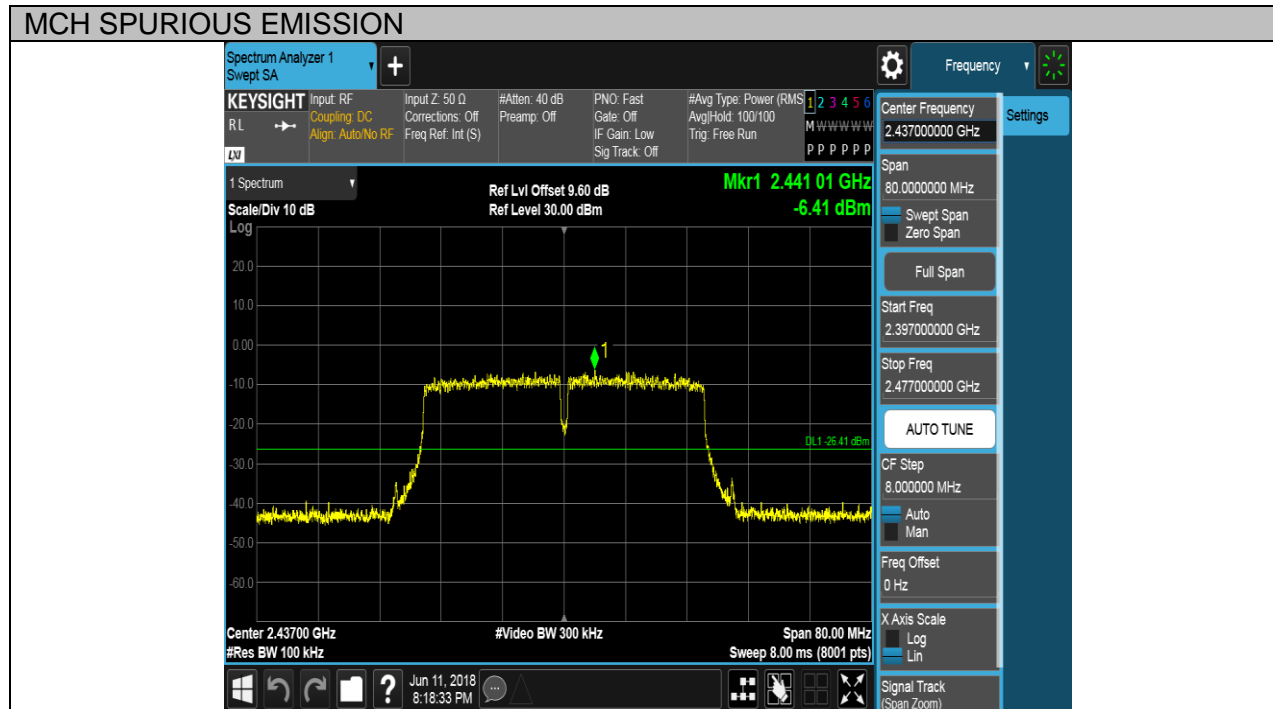 MCH SPURIOUS EMISSION
Spectrum Analyzer 1
Swept SA
+
Frequency
KEYSIGHT
RL
LXI
Input: RF
Coupling: DC
Align: Auto/No RF
Input Z: 50 Ω
Corrections: Off
Freq Ref: Int (S)
#Atten: 40 dB
Preamp: Off
PNO: Fast
Gate: Off
IF Gain: Low
Sig Track: Off
#Avg Type: Power (RMS
Avg|Hold: 100/100
Trig: Free Run
1 2 3 4 5 6
M W W W W W
P P P P P P
1 Spectrum
Scale/Div 10 dB
Ref Lvl Offset 9.60 dB
Ref Level 30.00 dBm
Mkr1 2.441 01 GHz
-6.41 dBm
Log
20.0
10.0
0.00
-10.0
-20.0
-30.0
-40.0
-50.0
-60.0
1
DL1 -26.41 dBm
Center 2.43700 GHz
#Res BW 100 kHz
#Video BW 300 kHz
Span 80.00 MHz
Sweep 8.00 ms (8001 pts)
?
Jun 11, 2018
8:18:33 PM
Center Frequency
2.437000000 GHz
Span
80.0000000 MHz
Swept Span
Zero Span
Full Span
Start Freq
2.397000000 GHz
Stop Freq
2.477000000 GHz
AUTO TUNE
CF Step
8.000000 MHz
Auto
Man
Freq Offset
0 Hz
X Axis Scale
Log
Lin
Signal Track
(Span Zoom)
Settings